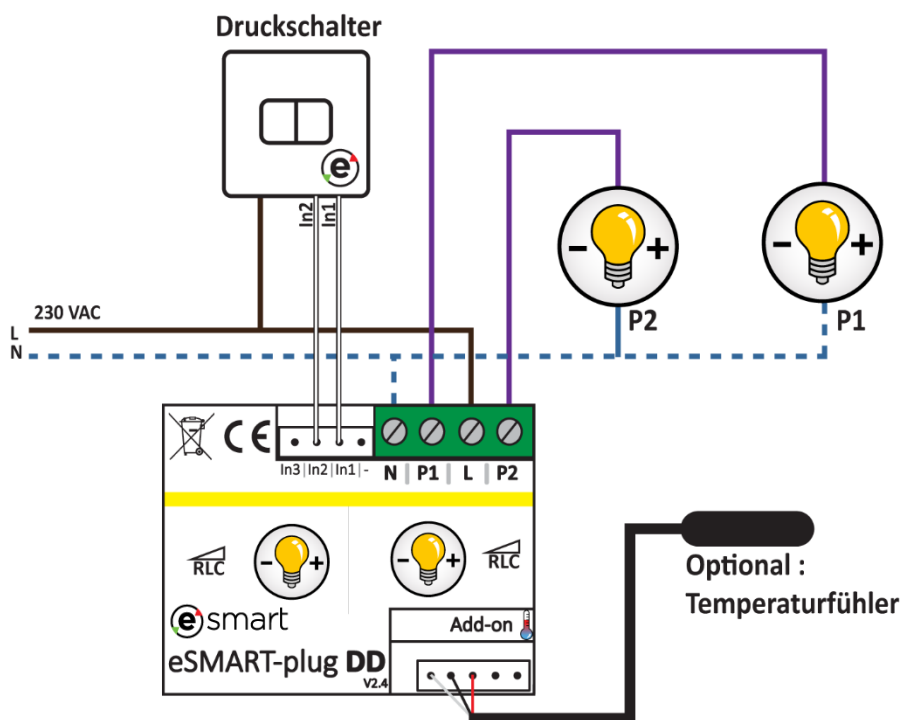 Druckschalter
e
In2
In1
230 VAC
L
N
- +
P2
- +
P1
CE
In3 | In2 | In1 | -
N | P1 | L | P2
RLC
- +
- +
RLC
e smart
Add-on
eSMART-plug DD
V2.4
Optional :
Temperaturfühler